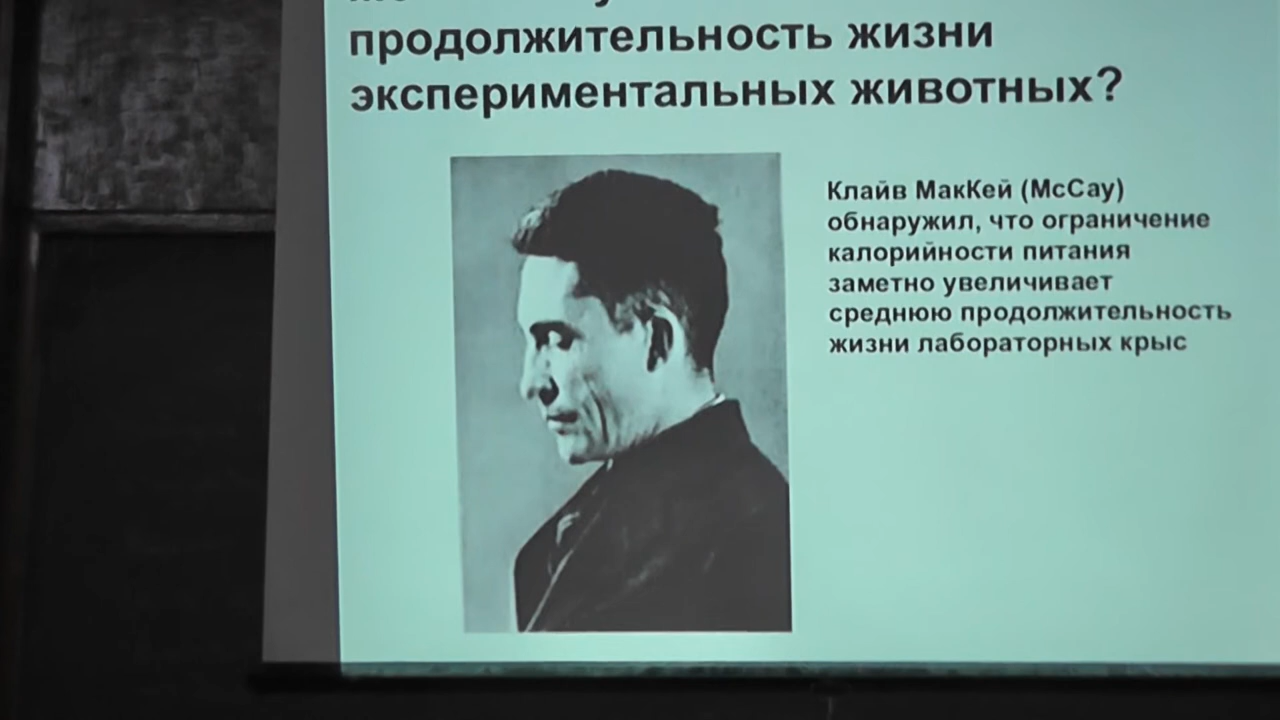 продолжительность жизни
экспериментальных животных?
Клайв МакКей (McCay)
обнаружил, что ограничение
калорийности питания
заметно увеличивает
среднюю продолжительность
жизни лабораторных крыс